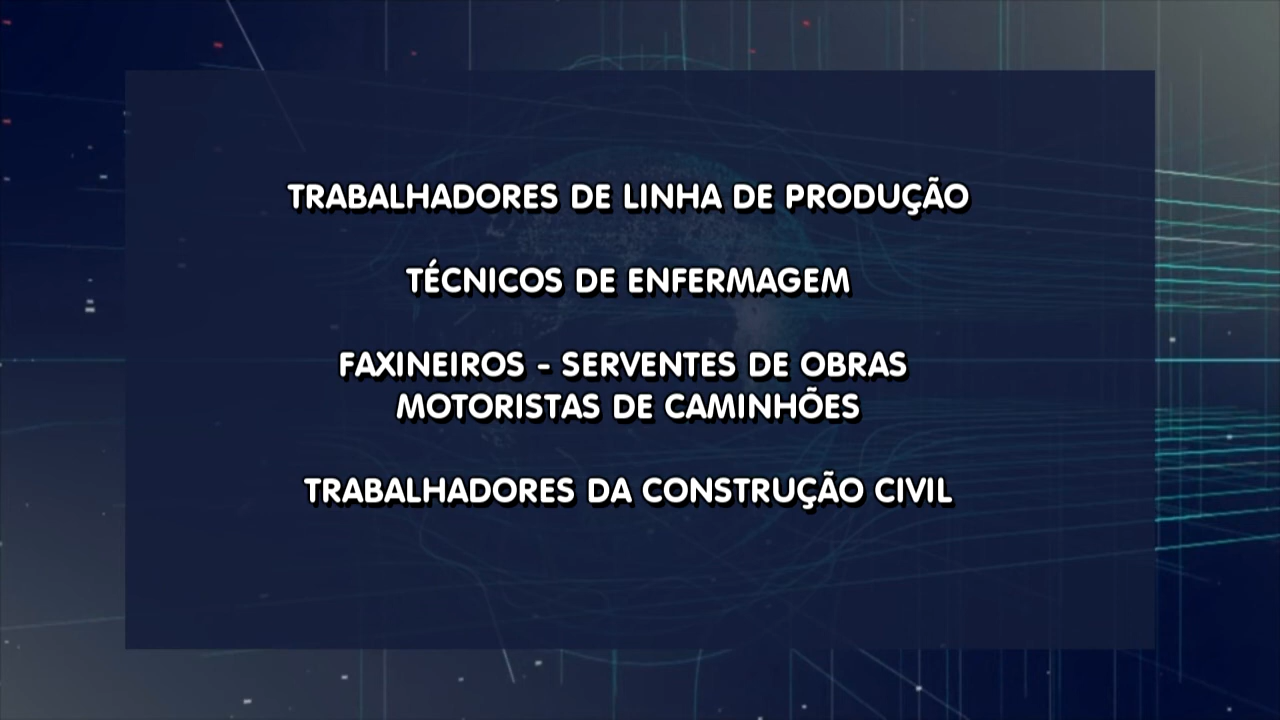 TRABALHADORES DE LINHA DE PRODUÇÃO
TÉCNICOS DE ENFERMAGEM
FAXINEIROS - SERVENTES DE OBRAS
MOTORISTAS DE CAMINHÕES
TRABALHADORES DA CONSTRUÇÃO CIVIL